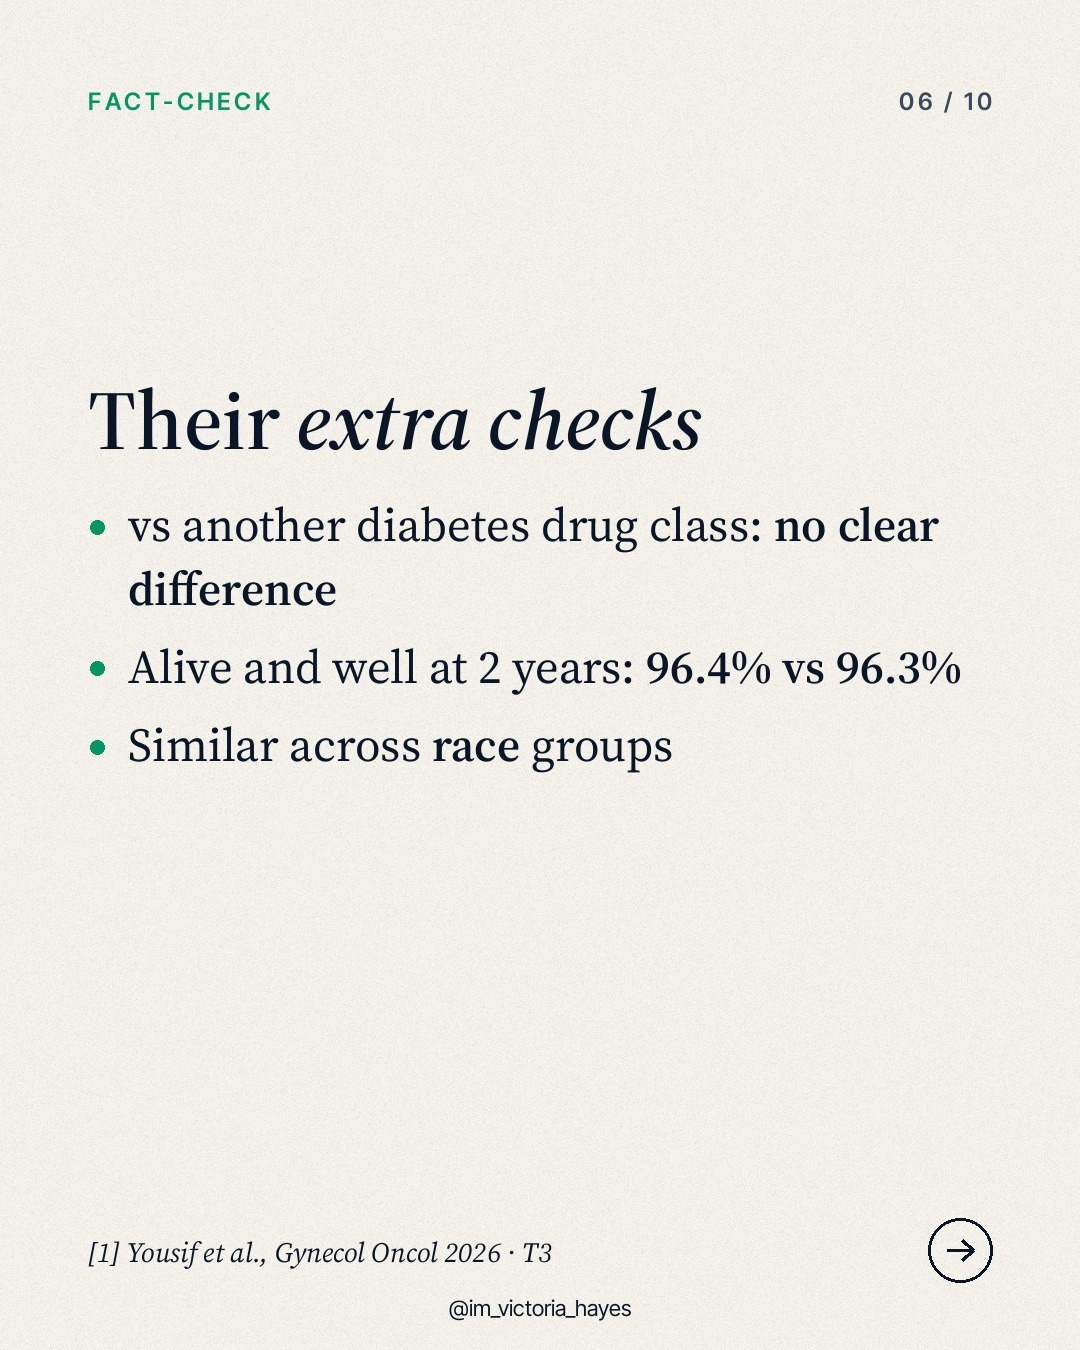 FACT-CHECK
06 / 10
Their extra checks
• vs another diabetes drug class: no clear
difference
• Alive and well at 2 years: 96.4% vs 96.3%
• Similar across race groups
[1] Yousif et al., Gynecol Oncol 2026 · T3
@im_victoria_hayes